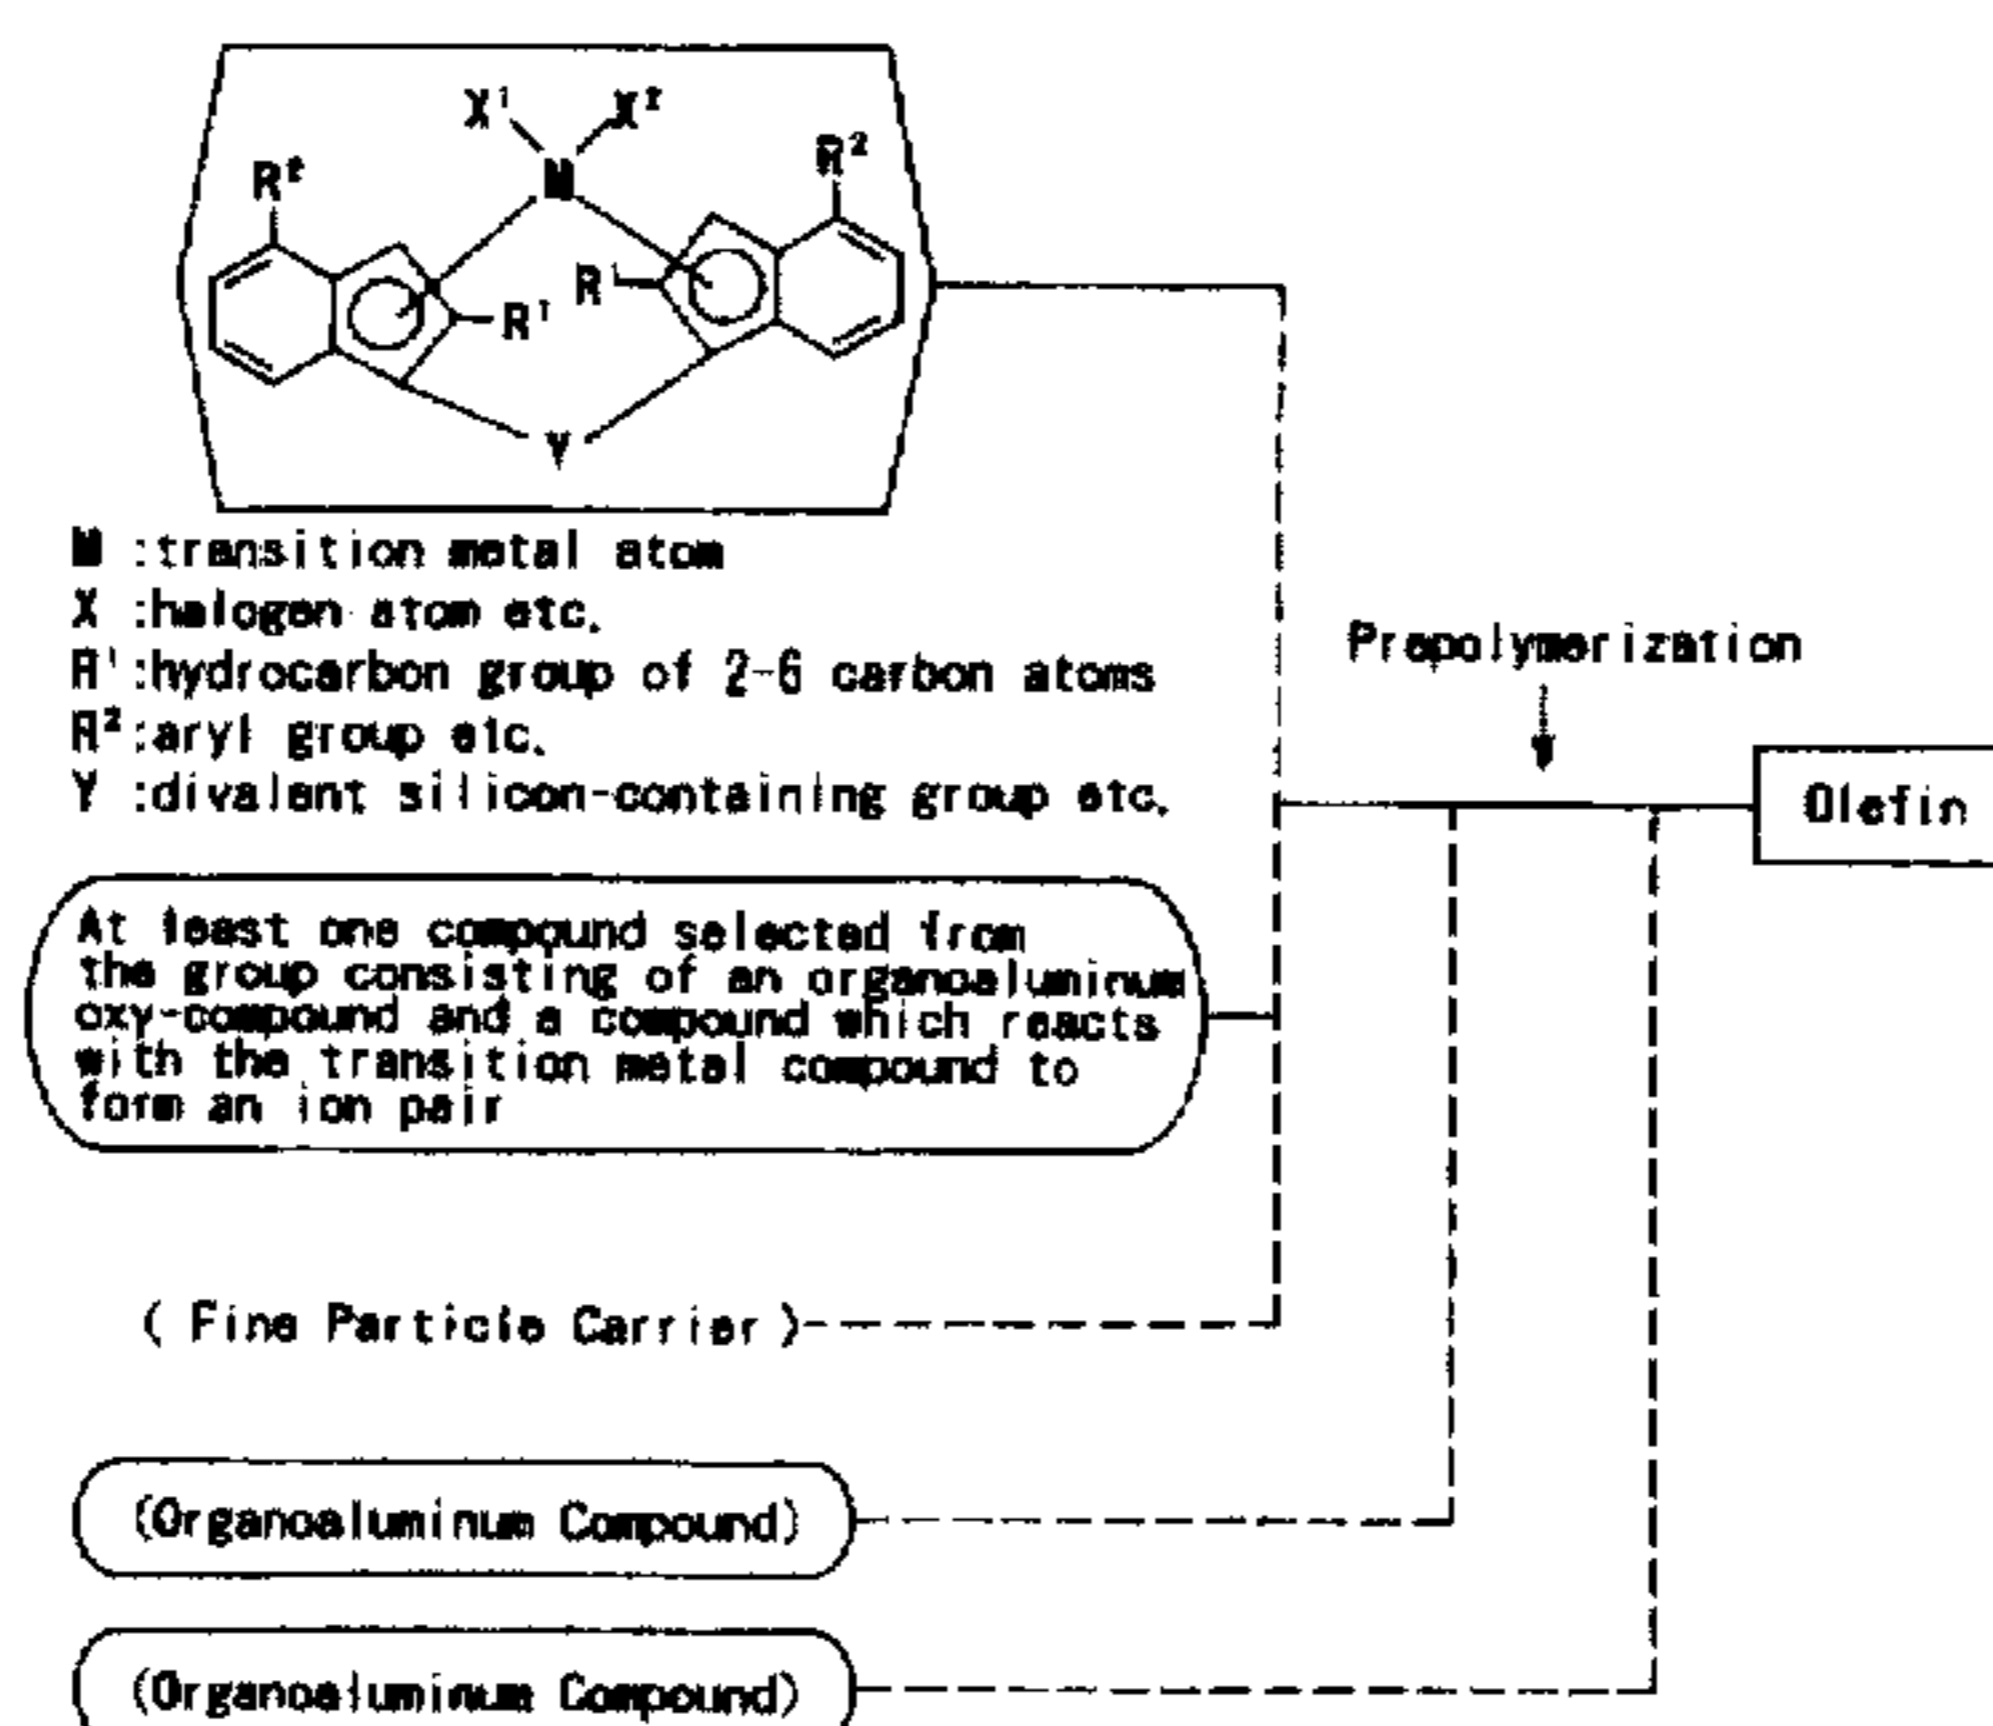 X¹ X²
R² M R²
R¹ R¹
Y
M :transition metal atom
X :halogen atom etc.
R¹:hydrocarbon group of 2-6 carbon atoms
R²:aryl group etc.
Y :divalent silicon-containing group etc.
Prepolymerization
Olefin
At least one compound selected from
the group consisting of an organoaluminum
oxy-compound and a compound which reacts
with the transition metal compound to
form an ion pair
( Fine Particle Carrier )
(Organoaluminum Compound)
(Organoaluminum Compound)